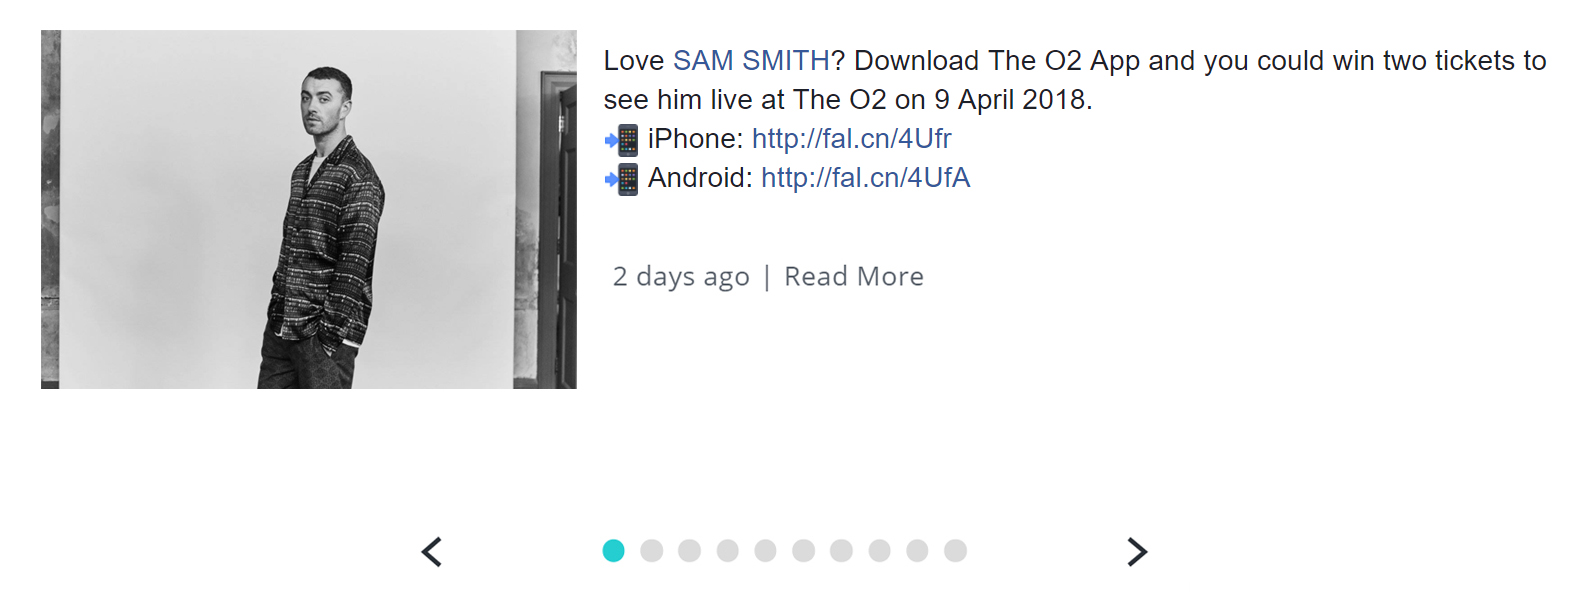 Love SAM SMITH? Download The O2 App and you could win two tickets to
see him live at The O2 on 9 April 2018.
📲 iPhone: http://fal.cn/4Ufr
📲 Android: http://fal.cn/4UfA
2 days ago | Read More